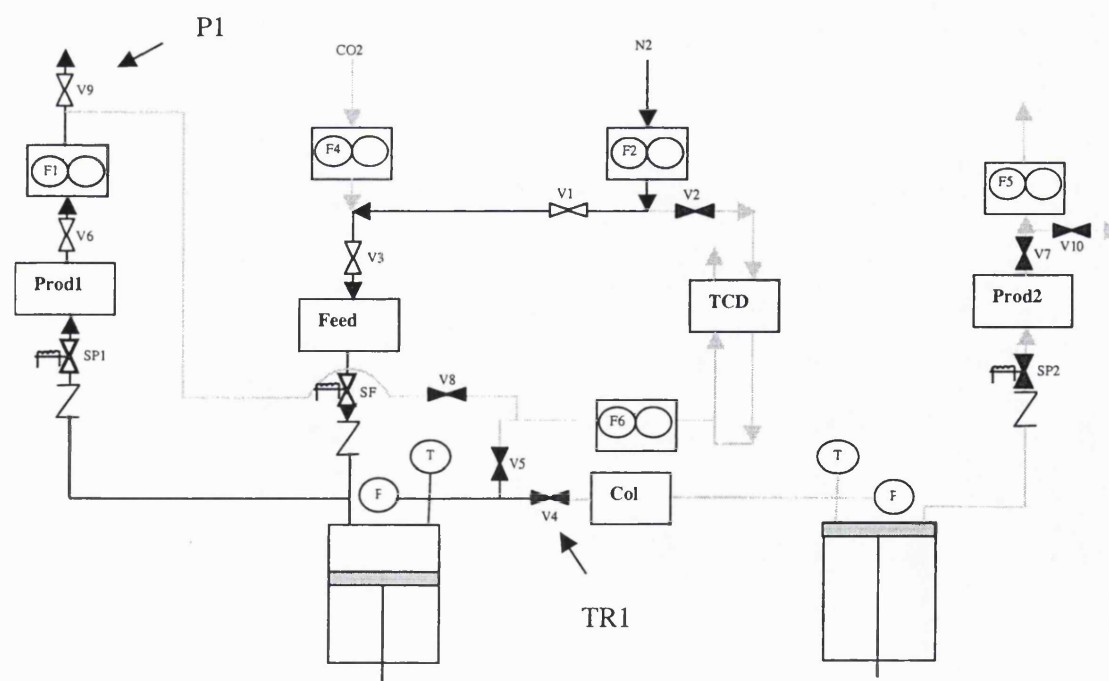 P1
CO2
N2
V9
F1
F4
F2
F5
V1
V2
V6
V3
V7
V10
Prod1
Feed
TCD
Prod2
SP1
SF
V8
SP2
F6
T
V5
T
F
Col
F
V4
TR1